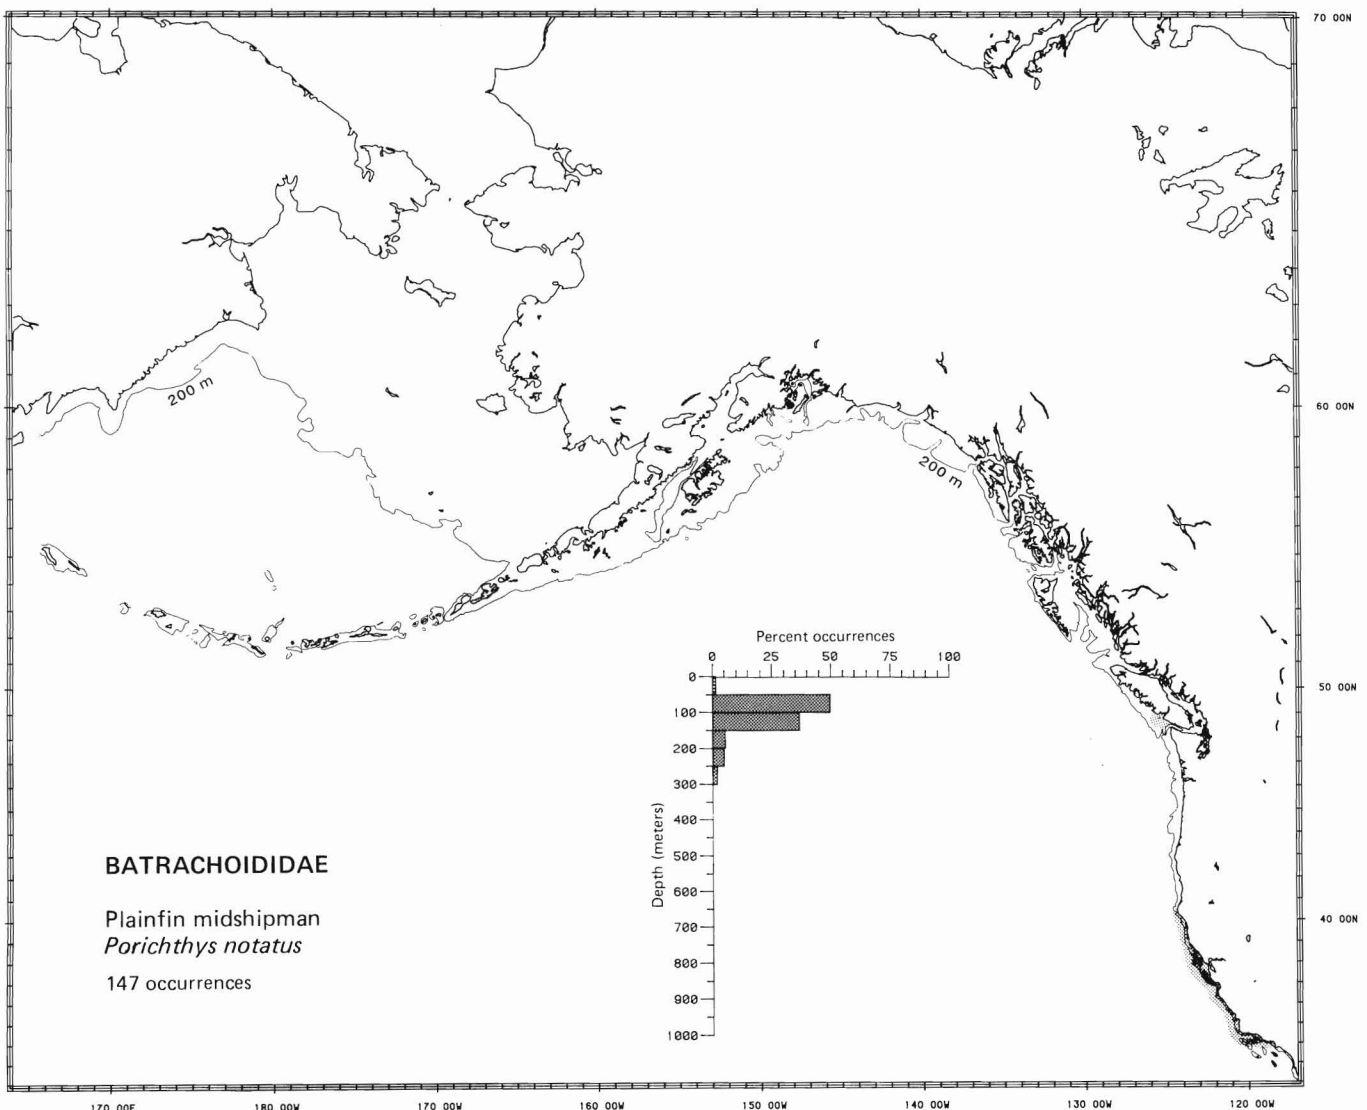 70 00N
200 m
60 00N
200 m
Percent occurrences
0 25 50 75 100
0
50 00N
100
200
300
400
500
600
700
800
900
1000
Depth (meters)
BATRACHOIDIDAE
Plainfin midshipman
Porichthys notatus
147 occurrences
40 00N
170 00E 180 00W 170 00W 160 00W 150 00W 140 00W 130 00W 120 00W